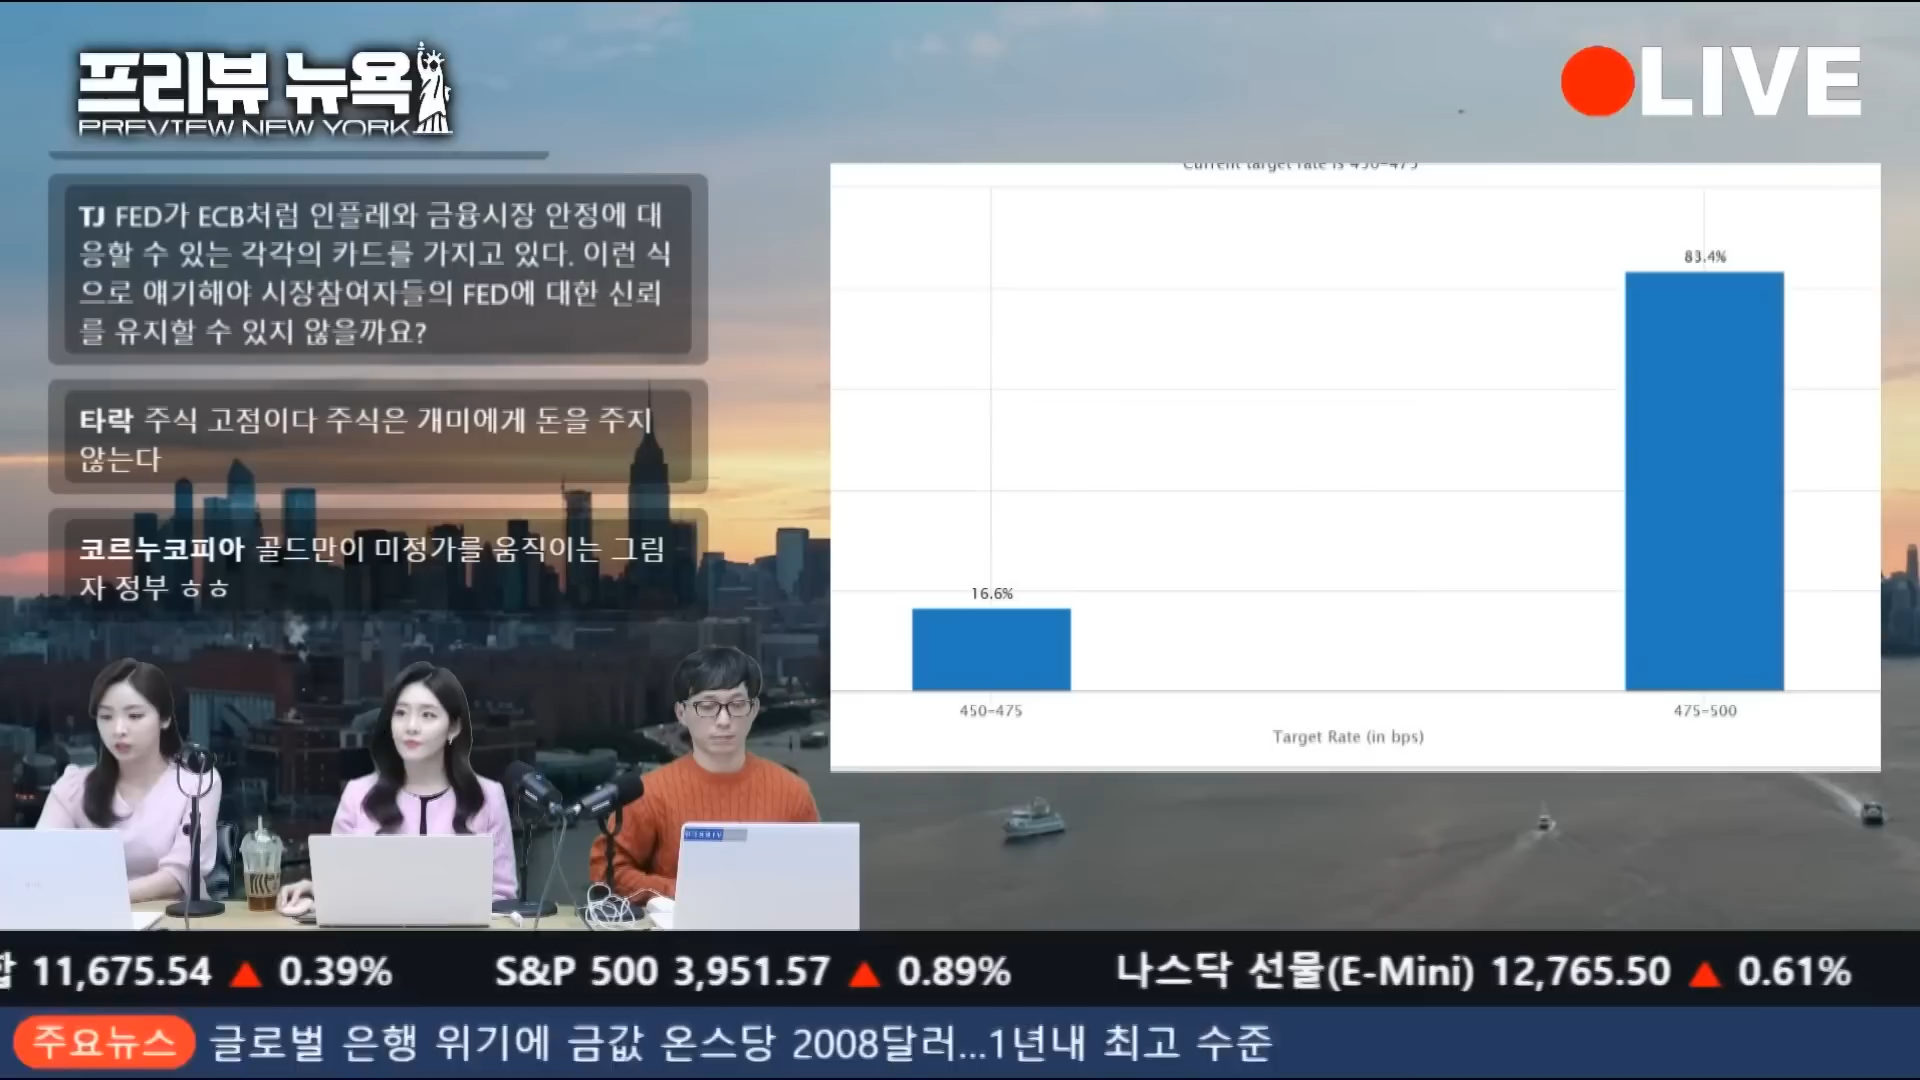 프리뷰 뉴욕
PREVIEW NEW YORK
LIVE
TJ FED가 ECB처럼 인플레와 금융시장 안정에 대
응할 수 있는 각각의 카드를 가지고 있다. 이런 식
으로 얘기해야 시장참여자들의 FED에 대한 신뢰
를 유지할 수 있지 않을까요?
타락 주식 고점이다 주식은 개미에게 돈을 주지
않는다
코르누코피아 골드만이 미정가를 움직이는 그림
자 정부 ㅎㅎ
Current target rate is 450-475
83.4%
16.6%
450-475
475-500
Target Rate (in bps)
합 11,675.54 ▲ 0.39% S&P 500 3,951.57 ▲ 0.89% 나스닥 선물(E-Mini) 12,765.50 ▲ 0.61%
주요뉴스 글로벌 은행 위기에 금값 온스당 2008달러...1년내 최고 수준